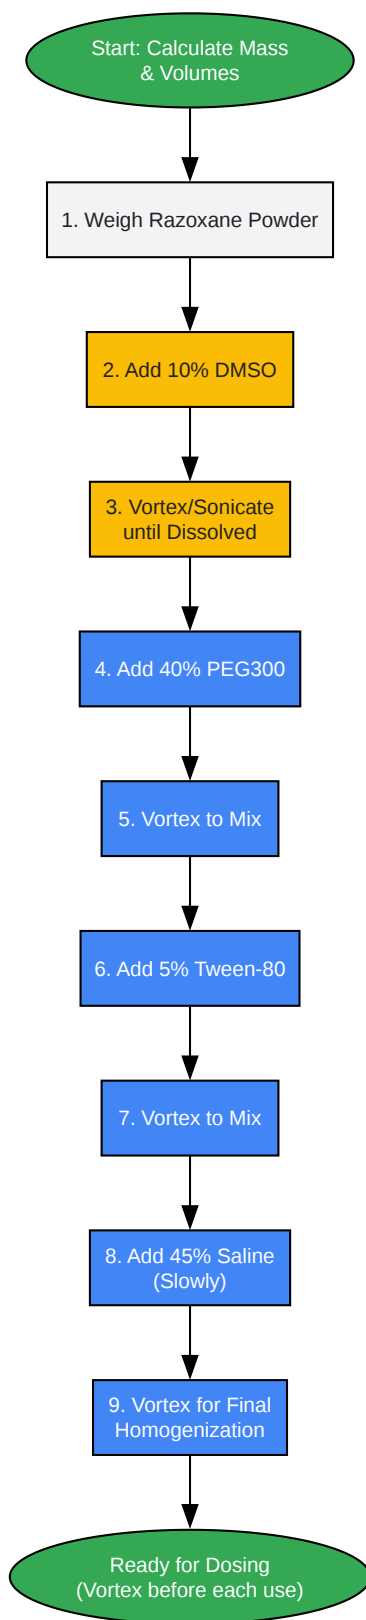 Start: Calculate Mass
& Volumes
1. Weigh Razoxane Powder
2. Add 10% DMSO
3. Vortex/Sonicate
until Dissolved
4. Add 40% PEG300
5. Vortex to Mix
6. Add 5% Tween-80
7. Vortex to Mix
8. Add 45% Saline
(Slowly)
9. Vortex for Final
Homogenization
Ready for Dosing
(Vortex before each use)